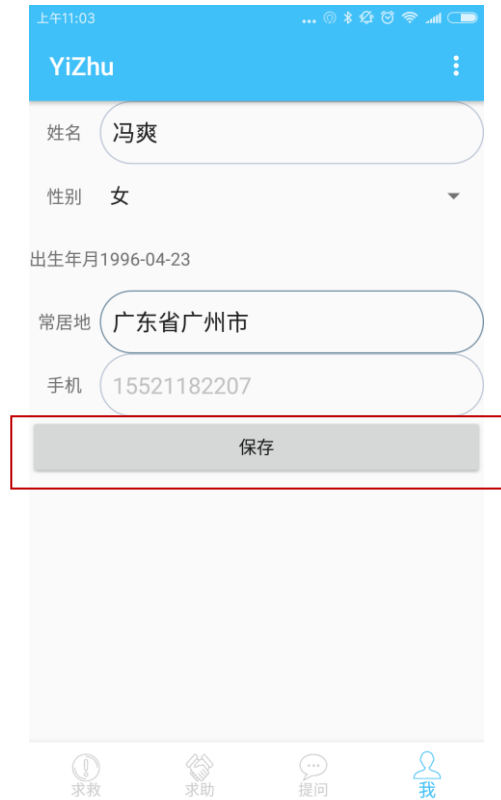 上午11:03
YiZhu
姓名 冯爽
性别 女
出生年月1996-04-23
常居地 广东省广州市
手机 15521182207
保存
求救 求助 提问 我